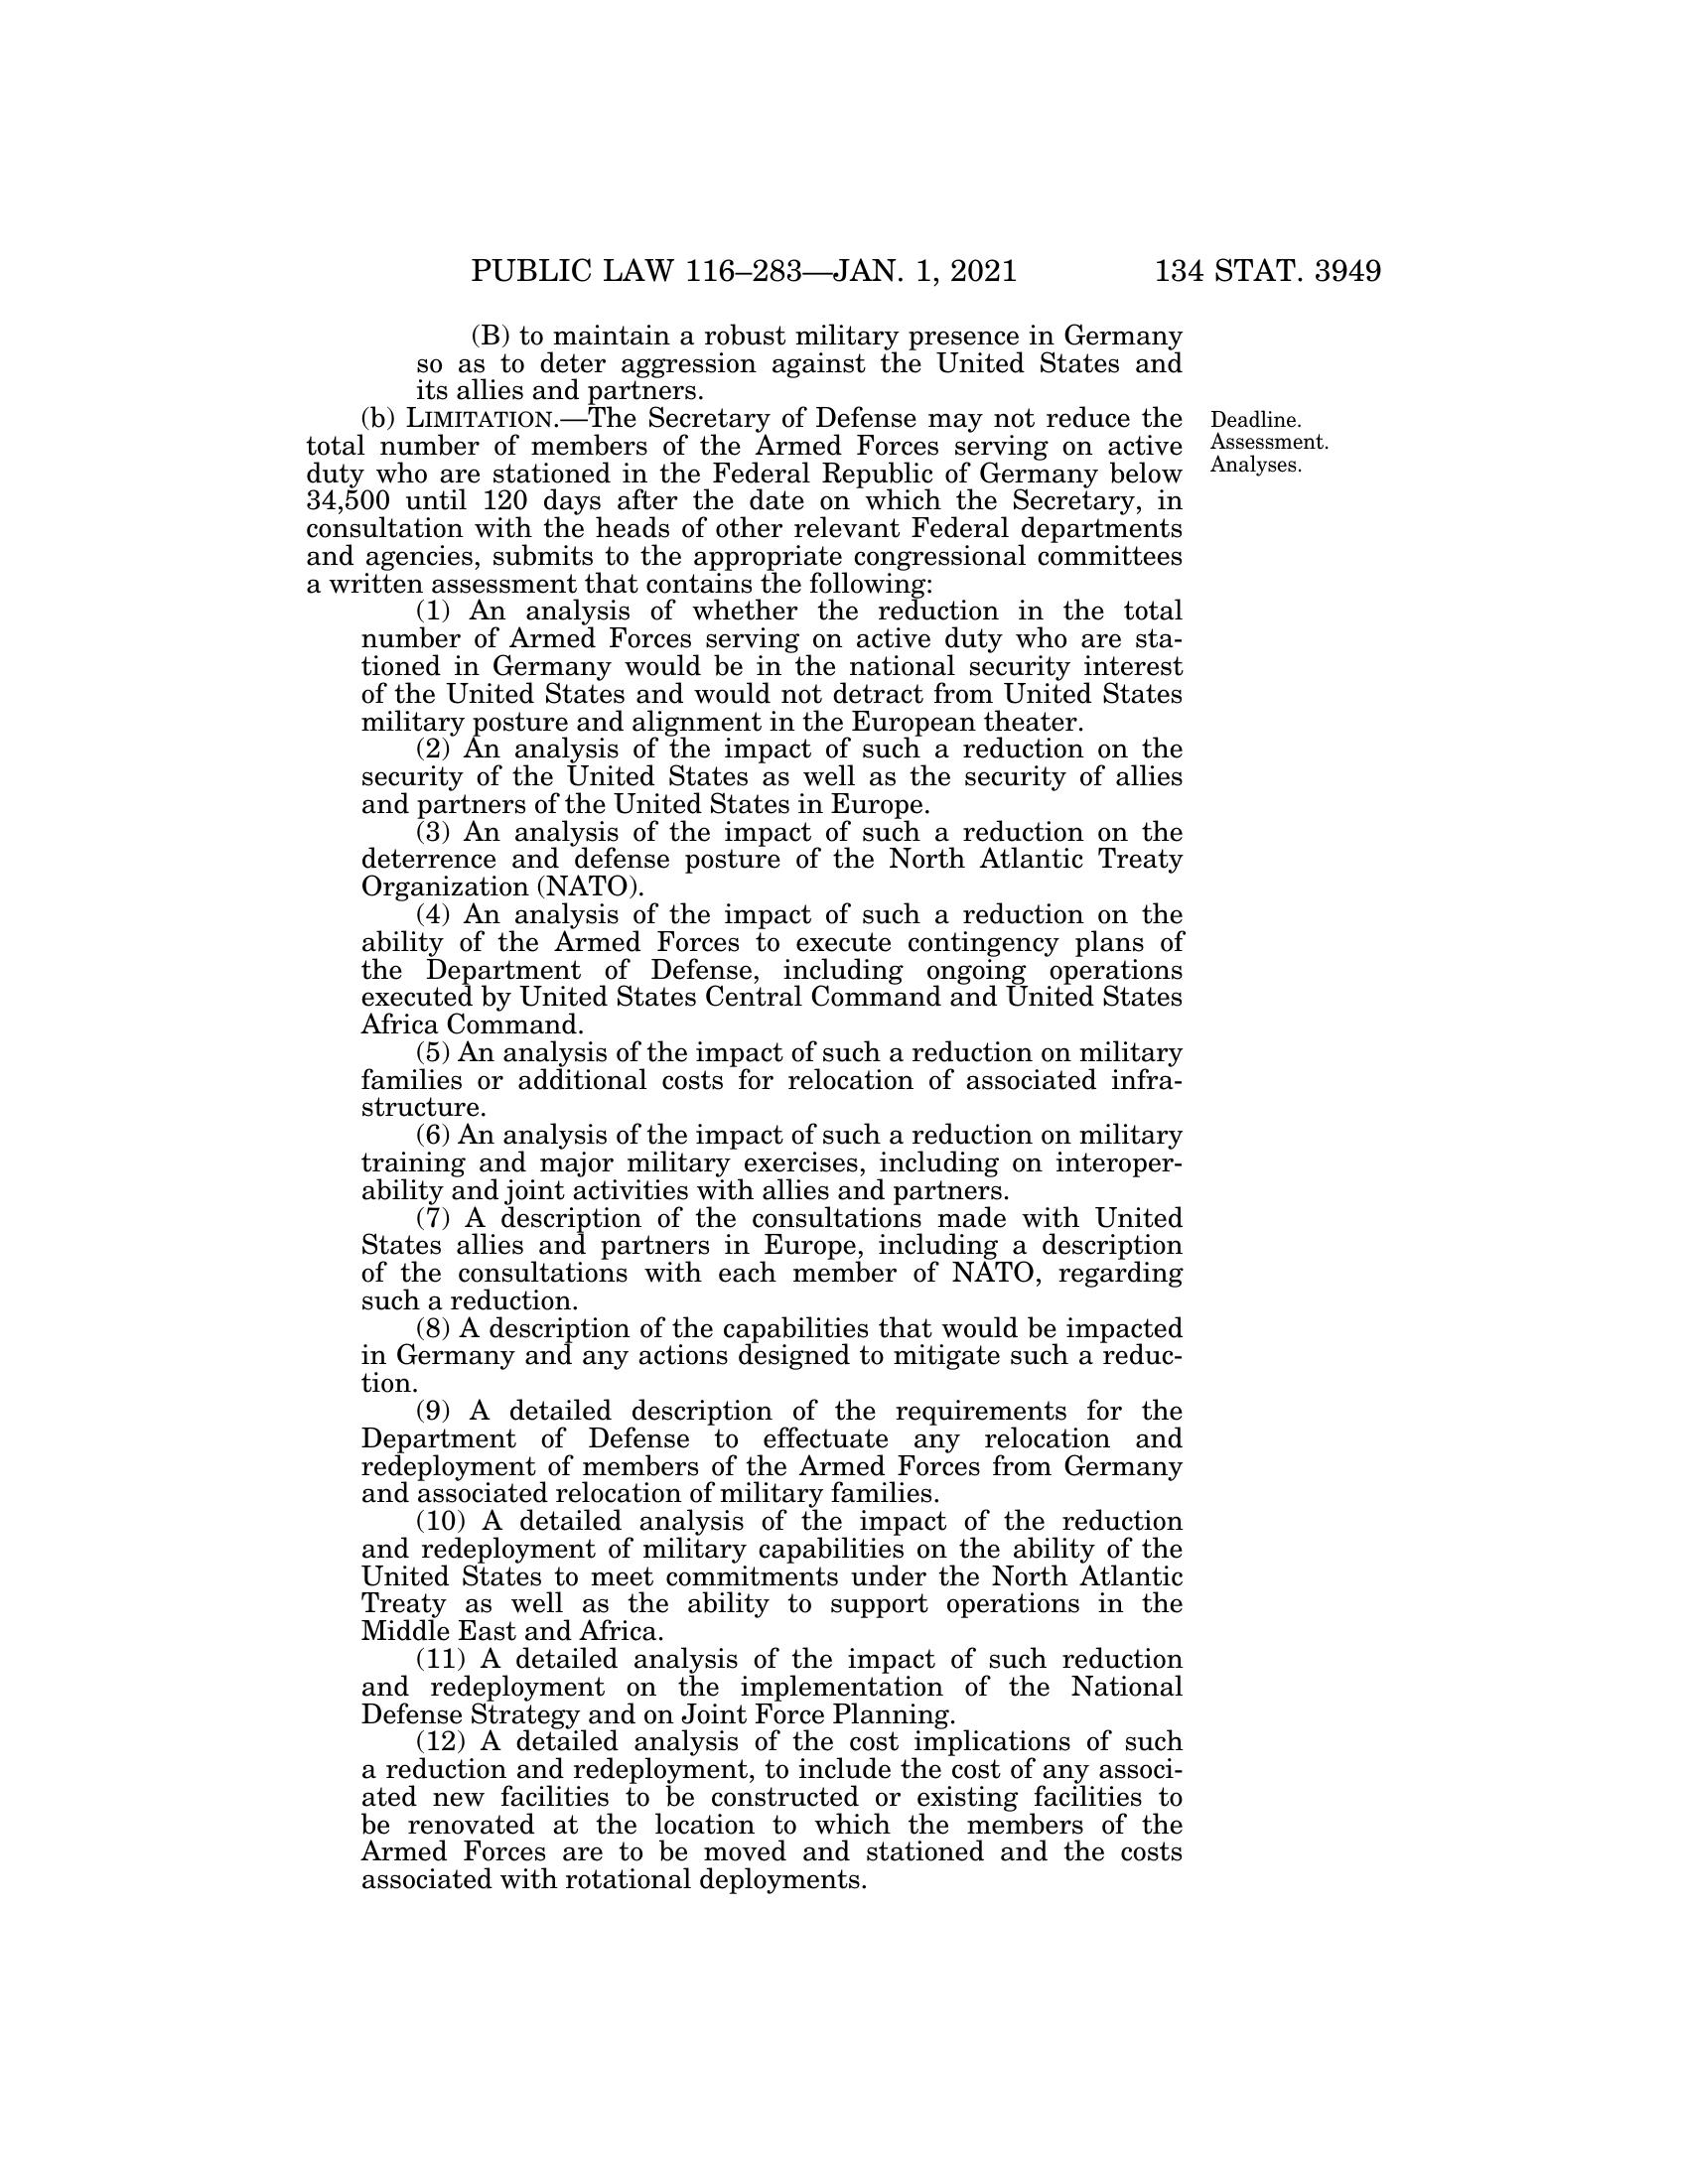 PUBLIC LAW 116–283—JAN. 1, 2021 134 STAT. 3949
(B) to maintain a robust military presence in Germany
so as to deter aggression against the United States and
its allies and partners.
(b) LIMITATION.—The Secretary of Defense may not reduce the
total number of members of the Armed Forces serving on active
duty who are stationed in the Federal Republic of Germany below
34,500 until 120 days after the date on which the Secretary, in
consultation with the heads of other relevant Federal departments
and agencies, submits to the appropriate congressional committees
a written assessment that contains the following:
Deadline.
Assessment.
Analyses.
(1) An analysis of whether the reduction in the total
number of Armed Forces serving on active duty who are sta-
tioned in Germany would be in the national security interest
of the United States and would not detract from United States
military posture and alignment in the European theater.
(2) An analysis of the impact of such a reduction on the
security of the United States as well as the security of allies
and partners of the United States in Europe.
(3) An analysis of the impact of such a reduction on the
deterrence and defense posture of the North Atlantic Treaty
Organization (NATO).
(4) An analysis of the impact of such a reduction on the
ability of the Armed Forces to execute contingency plans of
the Department of Defense, including ongoing operations
executed by United States Central Command and United States
Africa Command.
(5) An analysis of the impact of such a reduction on military
families or additional costs for relocation of associated infra-
structure.
(6) An analysis of the impact of such a reduction on military
training and major military exercises, including on interoper-
ability and joint activities with allies and partners.
(7) A description of the consultations made with United
States allies and partners in Europe, including a description
of the consultations with each member of NATO, regarding
such a reduction.
(8) A description of the capabilities that would be impacted
in Germany and any actions designed to mitigate such a reduc-
tion.
(9) A detailed description of the requirements for the
Department of Defense to effectuate any relocation and
redeployment of members of the Armed Forces from Germany
and associated relocation of military families.
(10) A detailed analysis of the impact of the reduction
and redeployment of military capabilities on the ability of the
United States to meet commitments under the North Atlantic
Treaty as well as the ability to support operations in the
Middle East and Africa.
(11) A detailed analysis of the impact of such reduction
and redeployment on the implementation of the National
Defense Strategy and on Joint Force Planning.
(12) A detailed analysis of the cost implications of such
a reduction and redeployment, to include the cost of any associ-
ated new facilities to be constructed or existing facilities to
be renovated at the location to which the members of the
Armed Forces are to be moved and stationed and the costs
associated with rotational deployments.